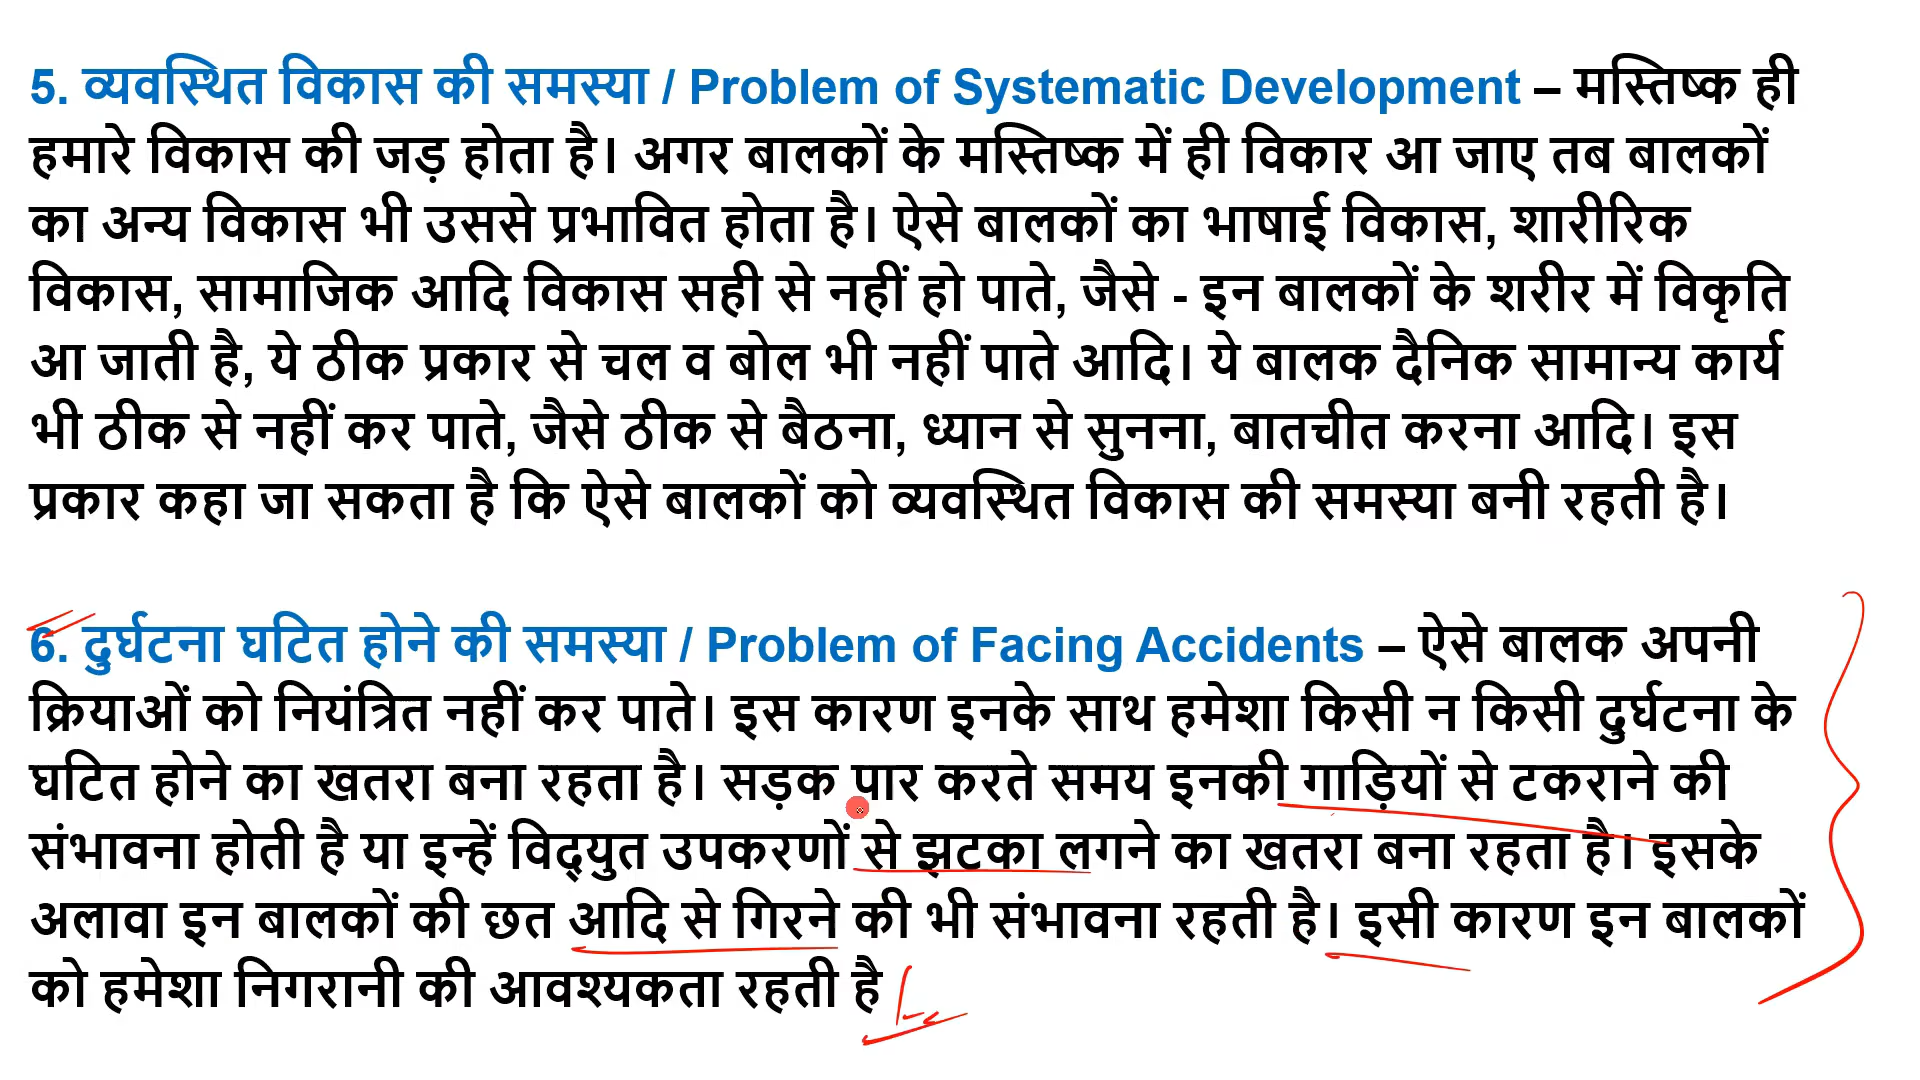 5. व्यवस्थित विकास की समस्या / Problem of Systematic Development – मस्तिष्क ही
हमारे विकास की जड़ होता है। अगर बालकों के मस्तिष्क में ही विकार आ जाए तब बालकों
का अन्य विकास भी उससे प्रभावित होता है। ऐसे बालकों का भाषाई विकास, शारीरिक
विकास, सामाजिक आदि विकास सही से नहीं हो पाते, जैसे - इन बालकों के शरीर में विकृति
आ जाती है, ये ठीक प्रकार से चल व बोल भी नहीं पाते आदि। ये बालक दैनिक सामान्य कार्य
भी ठीक से नहीं कर पाते, जैसे ठीक से बैठना, ध्यान से सुनना, बातचीत करना आदि। इस
प्रकार कहा जा सकता है कि ऐसे बालकों को व्यवस्थित विकास की समस्या बनी रहती है।
6. दुर्घटना घटित होने की समस्या / Problem of Facing Accidents – ऐसे बालक अपनी
क्रियाओं को नियंत्रित नहीं कर पाते। इस कारण इनके साथ हमेशा किसी न किसी दुर्घटना के
घटित होने का खतरा बना रहता है। सड़क पार करते समय इनकी गाड़ियों से टकराने की
संभावना होती है या इन्हें विद्युत उपकरणों से झटका लगने का खतरा बना रहता है। इसके
अलावा इन बालकों की छत आदि से गिरने की भी संभावना रहती है। इसी कारण इन बालकों
को हमेशा निगरानी की आवश्यकता रहती है